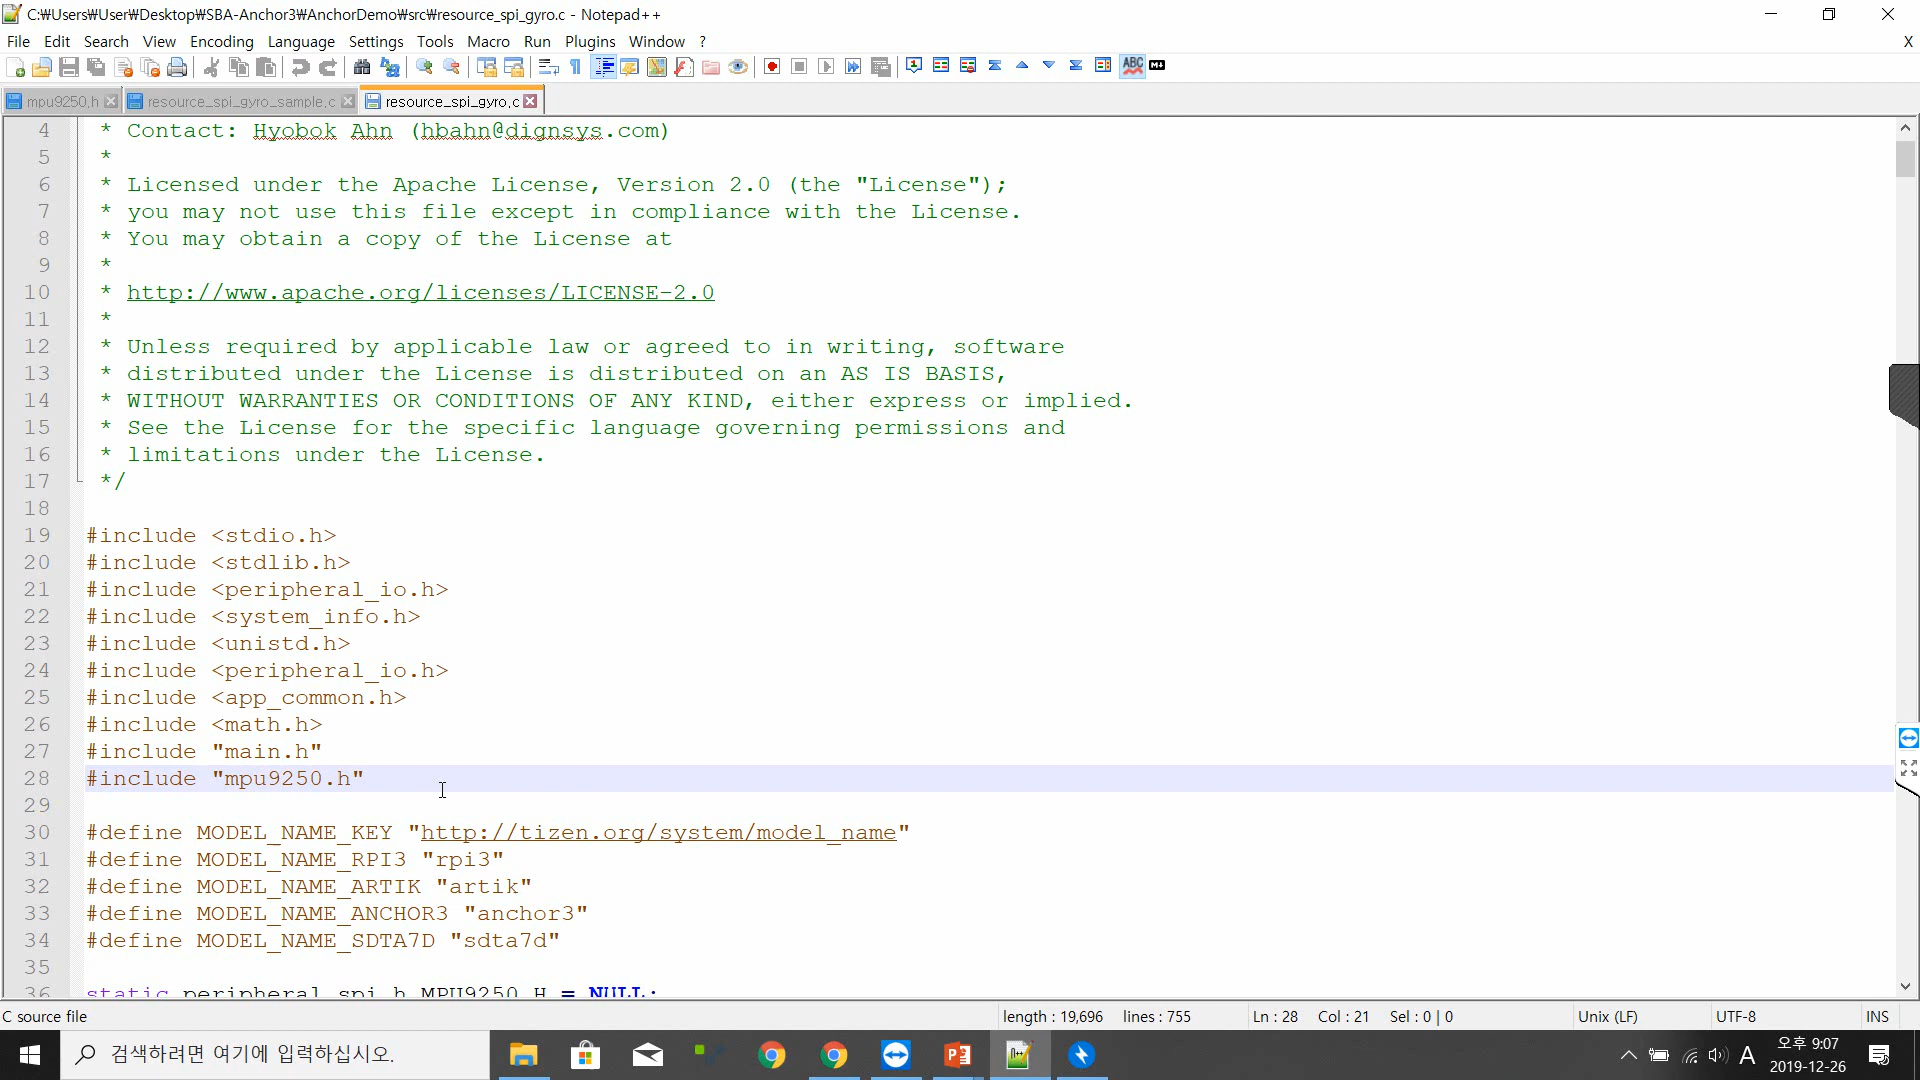 C:₩Users₩User₩Desktop₩SBA-Anchor3₩AnchorDemo₩src₩resource_spi_gyro.c - Notepad++
File Edit Search View Encoding Language Settings Tools Macro Run Plugins Window ? X
mpu9250.h resource_spi_gyro_sample.c resource_spi_gyro.c
4 * Contact: Hyobok Ahn (hbahn@dignsys.com)
5 *
6 * Licensed under the Apache License, Version 2.0 (the "License");
7 * you may not use this file except in compliance with the License.
8 * You may obtain a copy of the License at
9 *
10 * http://www.apache.org/licenses/LICENSE-2.0
11 *
12 * Unless required by applicable law or agreed to in writing, software
13 * distributed under the License is distributed on an AS IS BASIS,
14 * WITHOUT WARRANTIES OR CONDITIONS OF ANY KIND, either express or implied.
15 * See the License for the specific language governing permissions and
16 * limitations under the License.
17 */
18
19 #include <stdio.h>
20 #include <stdlib.h>
21 #include <peripheral_io.h>
22 #include <system_info.h>
23 #include <unistd.h>
24 #include <peripheral_io.h>
25 #include <app_common.h>
26 #include <math.h>
27 #include "main.h"
28 #include "mpu9250.h"
29
30 #define MODEL_NAME_KEY "http://tizen.org/system/model_name"
31 #define MODEL_NAME_RPI3 "rpi3"
32 #define MODEL_NAME_ARTIK "artik"
33 #define MODEL_NAME_ANCHOR3 "anchor3"
34 #define MODEL_NAME_SDTA7D "sdta7d"
35
36 static peripheral_spi_h MPU9250_H = NULL;
C source file length : 19,696 lines : 755 Ln : 28 Col : 21 Sel : 0 | 0 Unix (LF) UTF-8 INS
검색하려면 여기에 입력하십시오. A 오후 9:07
2019-12-26